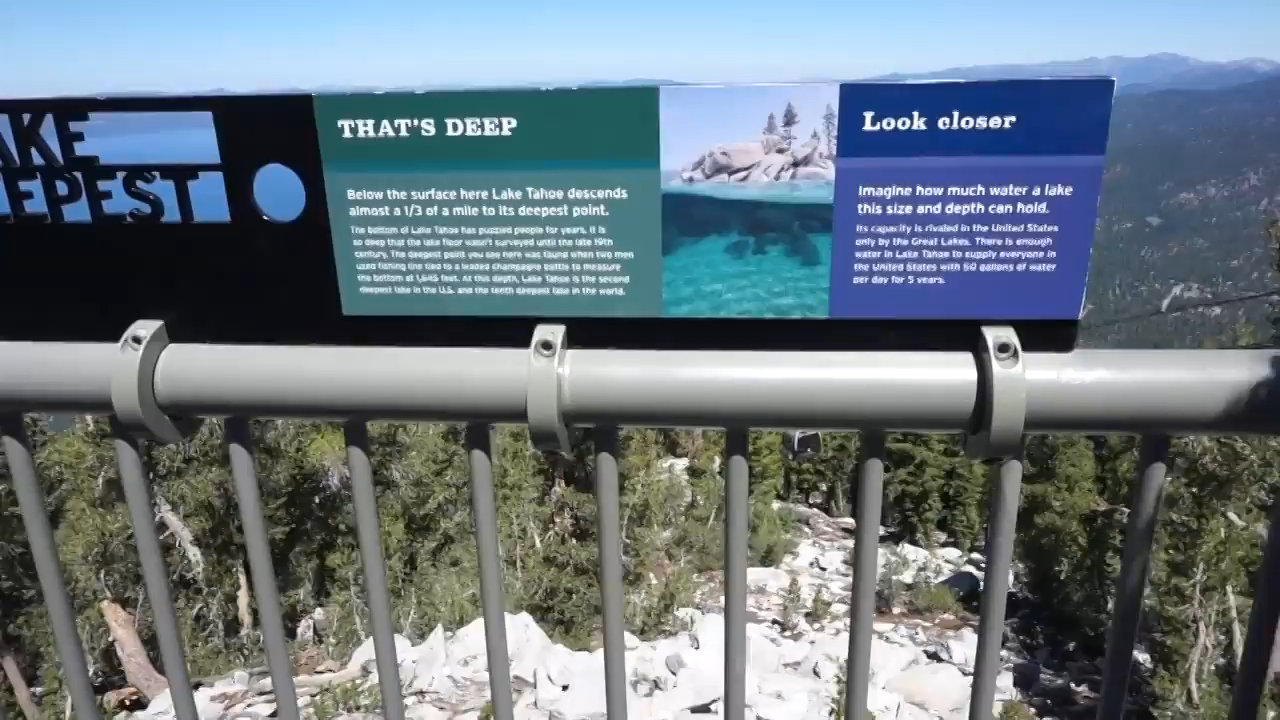 AKE
EPEST
THAT'S DEEP
Below the surface here Lake Tahoe descends
almost a 1/3 of a mile to its deepest point.
The bottom of Lake Tahoe has puzzled people for years. It is
so deep that the lake floor wasn't surveyed until the late 19th
century. The deepest point you see here was found when two men
used fishing line tied to a leaded champagne bottle to measure
the bottom at 1,645 feet. At this depth, Lake Tahoe is the second
deepest lake in the U.S. and the tenth deepest lake in the world.
Look closer
Imagine how much water a lake
this size and depth can hold.
Its capacity is rivaled in the United States
only by the Great Lakes. There is enough
water in Lake Tahoe to supply everyone in
the United States with 50 gallons of water
per day for 5 years.